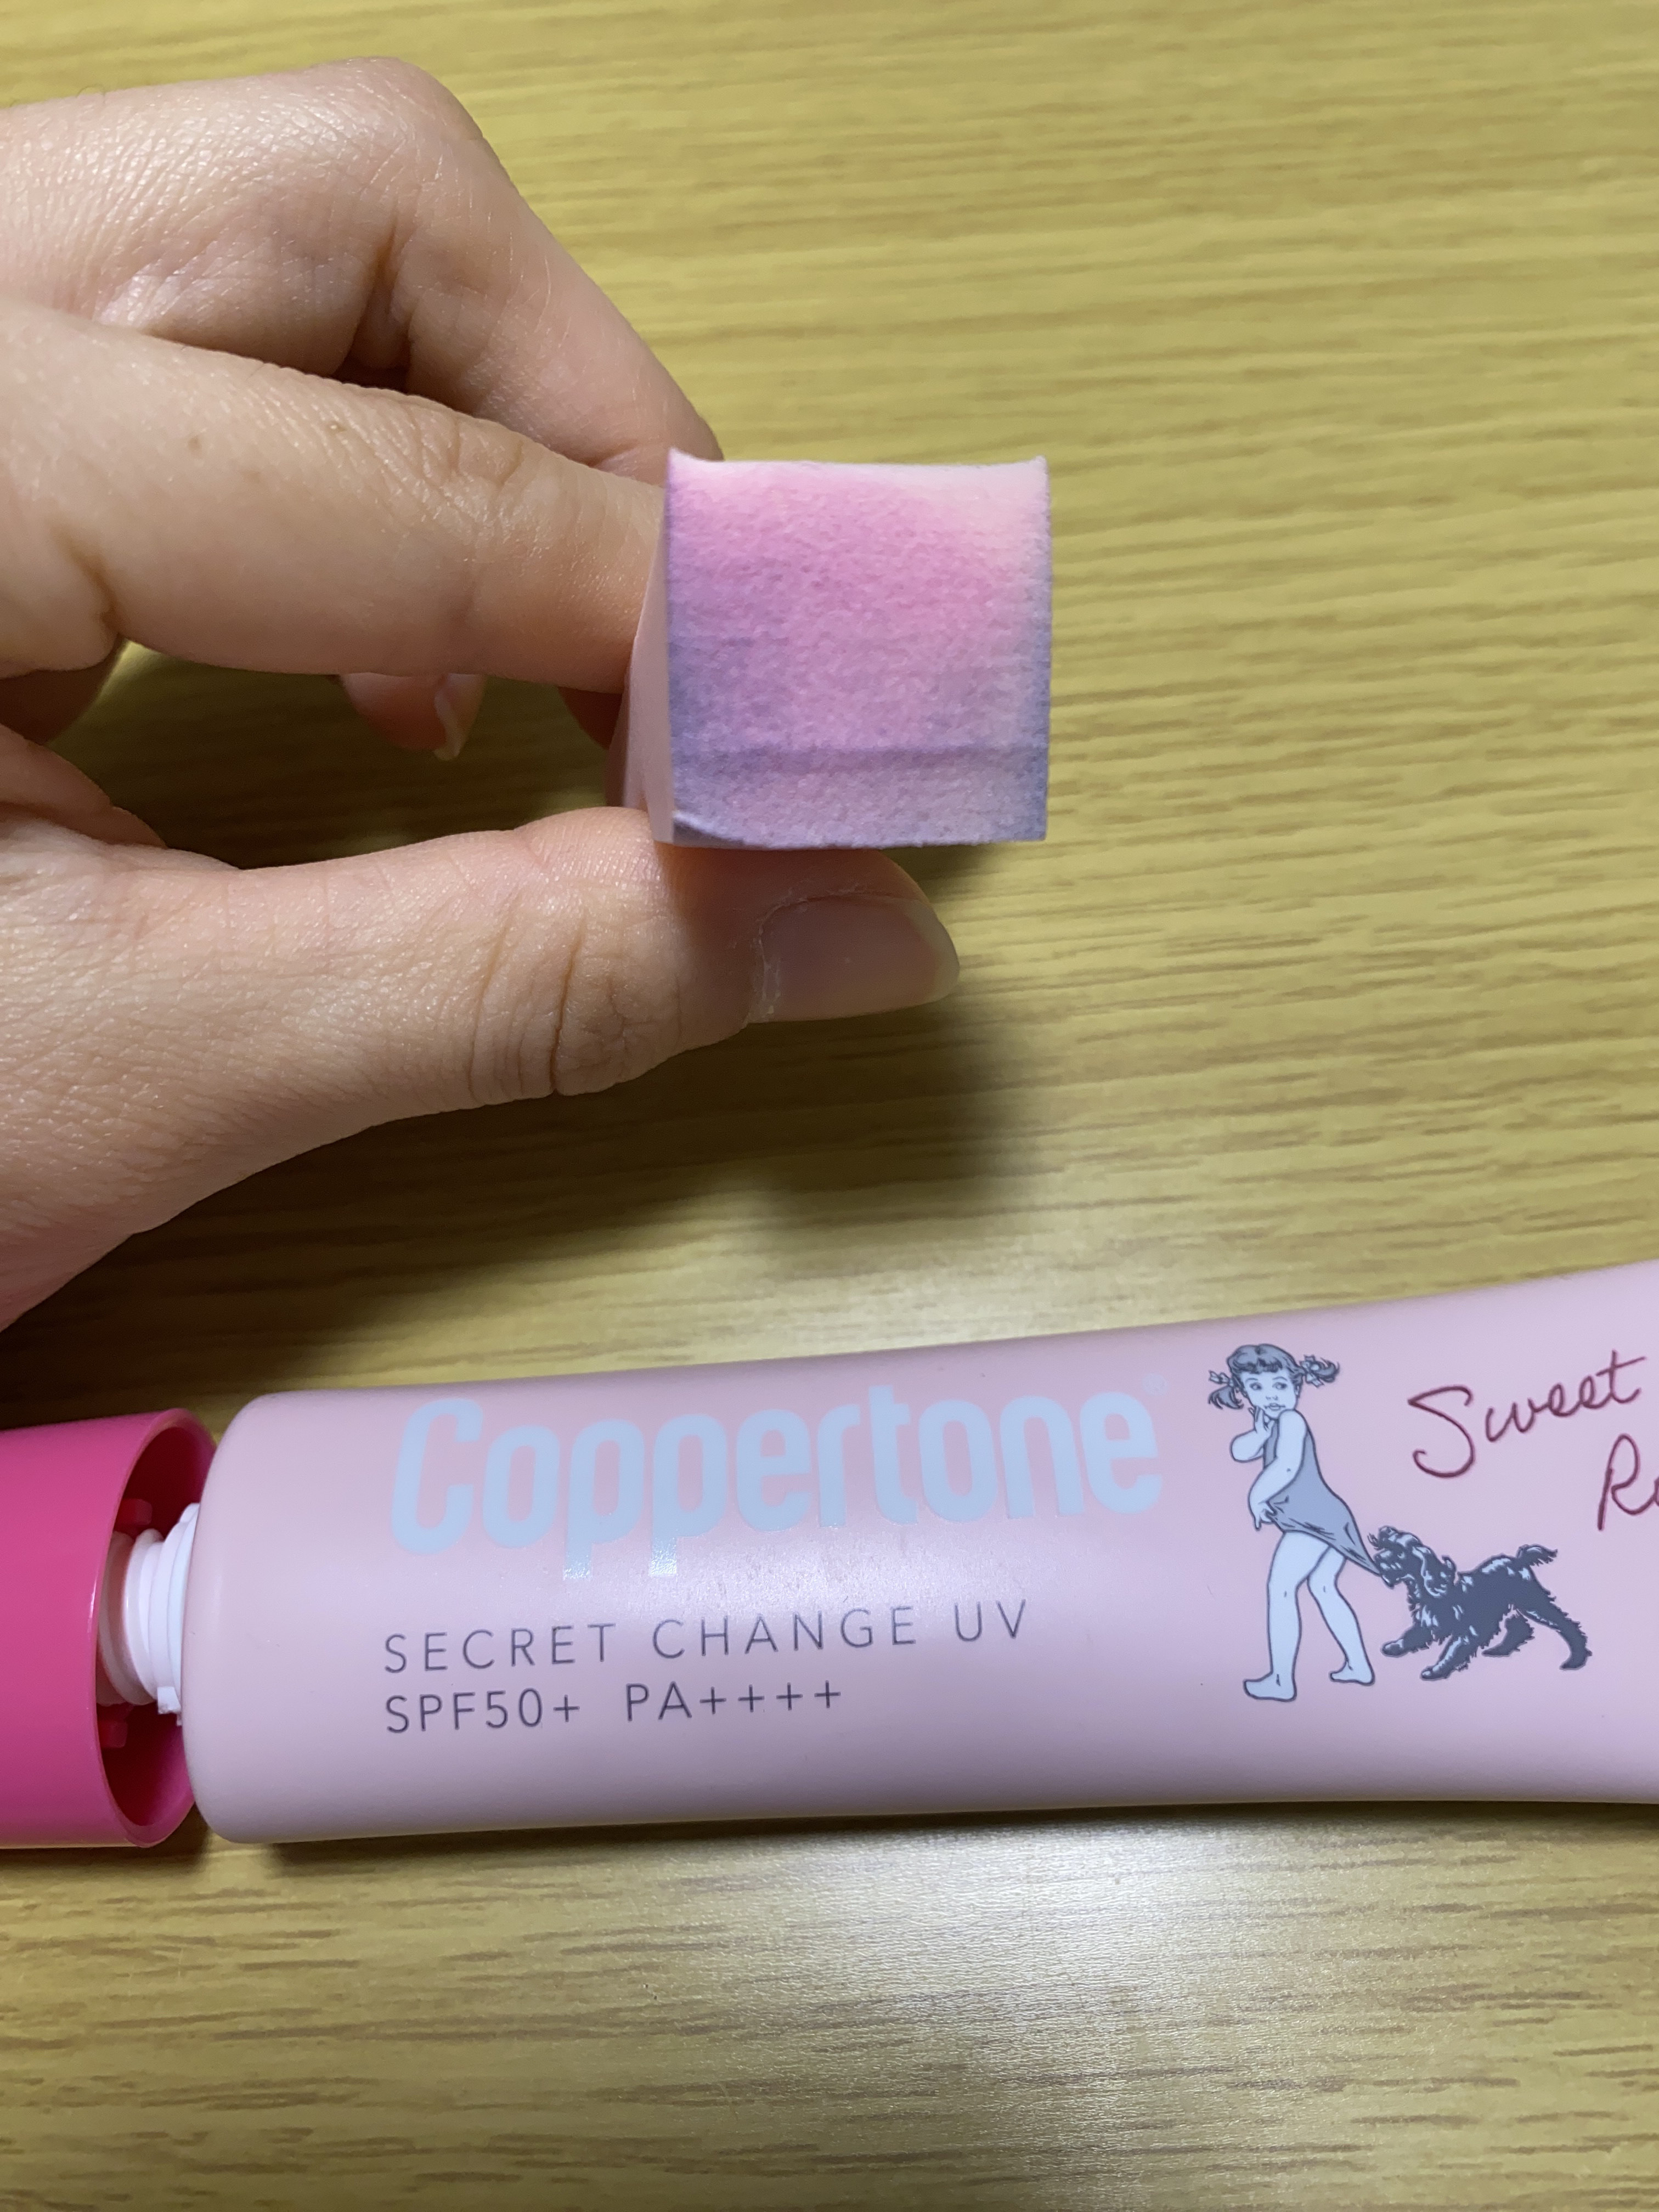 Coppertone®
SECRET CHANGE UV
SPF50+ PA++++
Sweet